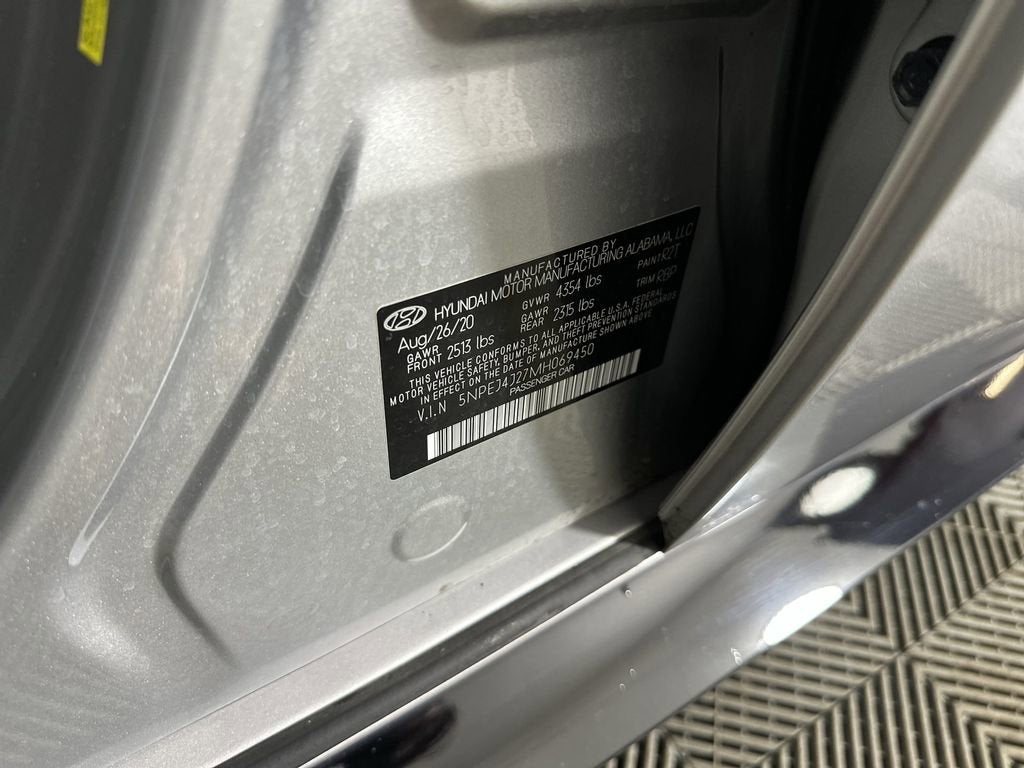 MANUFACTURED BY
HYUNDAI MOTOR MANUFACTURING ALABAMA, LLC
Aug/26/20 GVWR 4354 lbs PAINT R2T
GAWR FRONT 2513 lbs GAWR REAR 2315 lbs TRIM RBP
THIS VEHICLE CONFORMS TO ALL APPLICABLE U.S.A. FEDERAL
MOTOR VEHICLE SAFETY, BUMPER, AND THEFT PREVENTION STANDARDS
IN EFFECT ON THE DATE OF MANUFACTURE SHOWN ABOVE
V.I.N 5NPEJ4J27MH069450
PASSENGER CAR